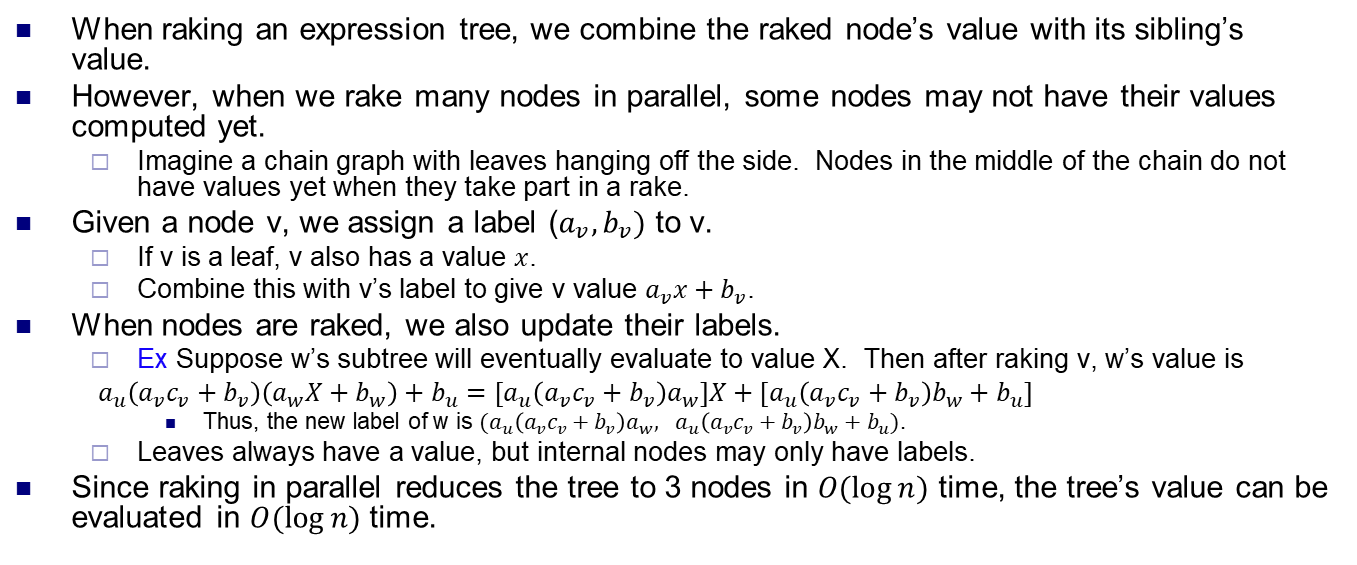 When raking an expression tree, we combine the raked node's value with its sibling's
value.
However, when we rake many nodes in parallel, some nodes may not have their values
computed yet.
Imagine a chain graph with leaves hanging off the side. Nodes in the middle of the chain do not
have values yet when they take part in a rake.
Given a node v, we assign a label (aᵥ, bᵥ) to v.
If v is a leaf, v also has a value x.
Combine this with v's label to give v value aᵥx + bᵥ.
When nodes are raked, we also update their labels.
Ex Suppose w's subtree will eventually evaluate to value X. Then after raking v, w's value is
a_u(a_v c_v + b_v)(a_w X + b_w) + b_u = [a_u(a_v c_v + b_v)a_w]X + [a_u(a_v c_v + b_v)b_w + b_u]
Thus, the new label of w is (a_u(a_v c_v + b_v)a_w, a_u(a_v c_v + b_v)b_w + b_u).
Leaves always have a value, but internal nodes may only have labels.
Since raking in parallel reduces the tree to 3 nodes in O(log n) time, the tree's value can be
evaluated in O(log n) time.